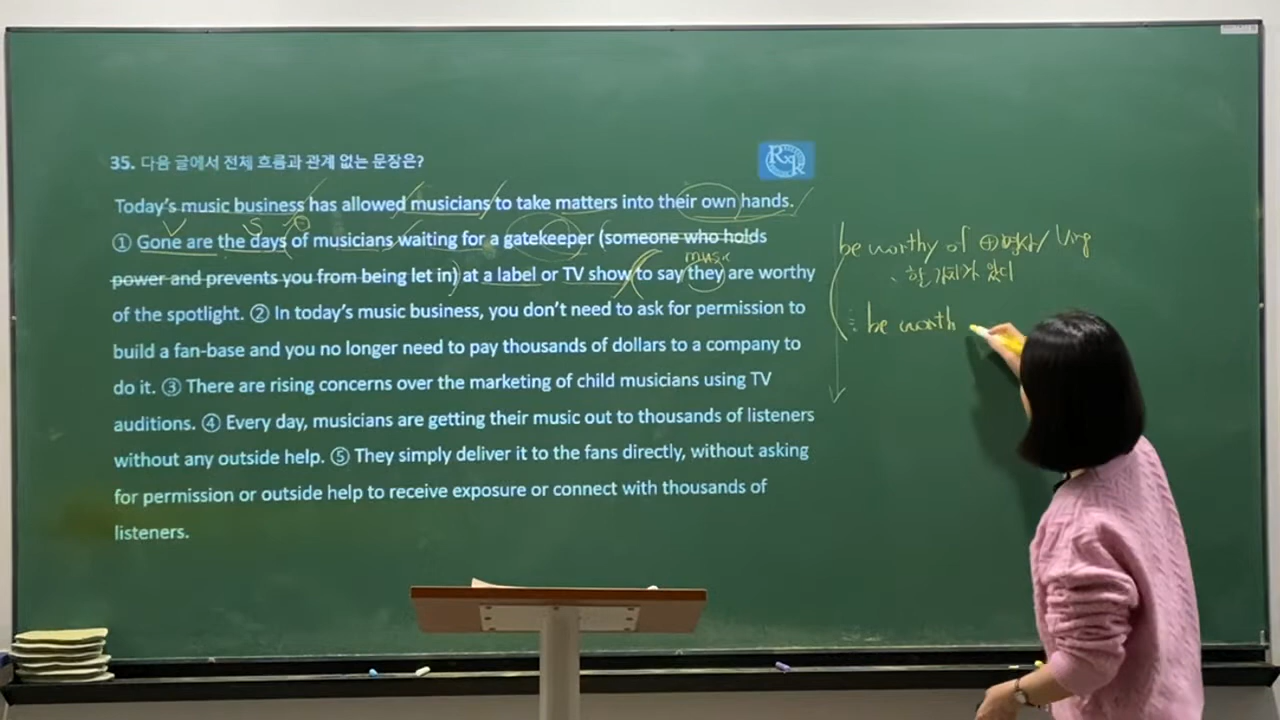 35. 다음 글에서 전체 흐름과 관계 없는 문장은?
Today's music business has allowed musicians to take matters into their own hands.
① Gone are the days of musicians waiting for a gatekeeper (someone who holds
power and prevents you from being let in) at a label or TV show to say they are worthy
of the spotlight. ② In today's music business, you don't need to ask for permission to
build a fan-base and you no longer need to pay thousands of dollars to a company to
do it. ③ There are rising concerns over the marketing of child musicians using TV
auditions. ④ Every day, musicians are getting their music out to thousands of listeners
without any outside help. ⑤ They simply deliver it to the fans directly, without asking
for permission or outside help to receive exposure or connect with thousands of
listeners.
V
S
music
be worthy of ⊕ 명사/ Ving
할 가치가 있다
be worth